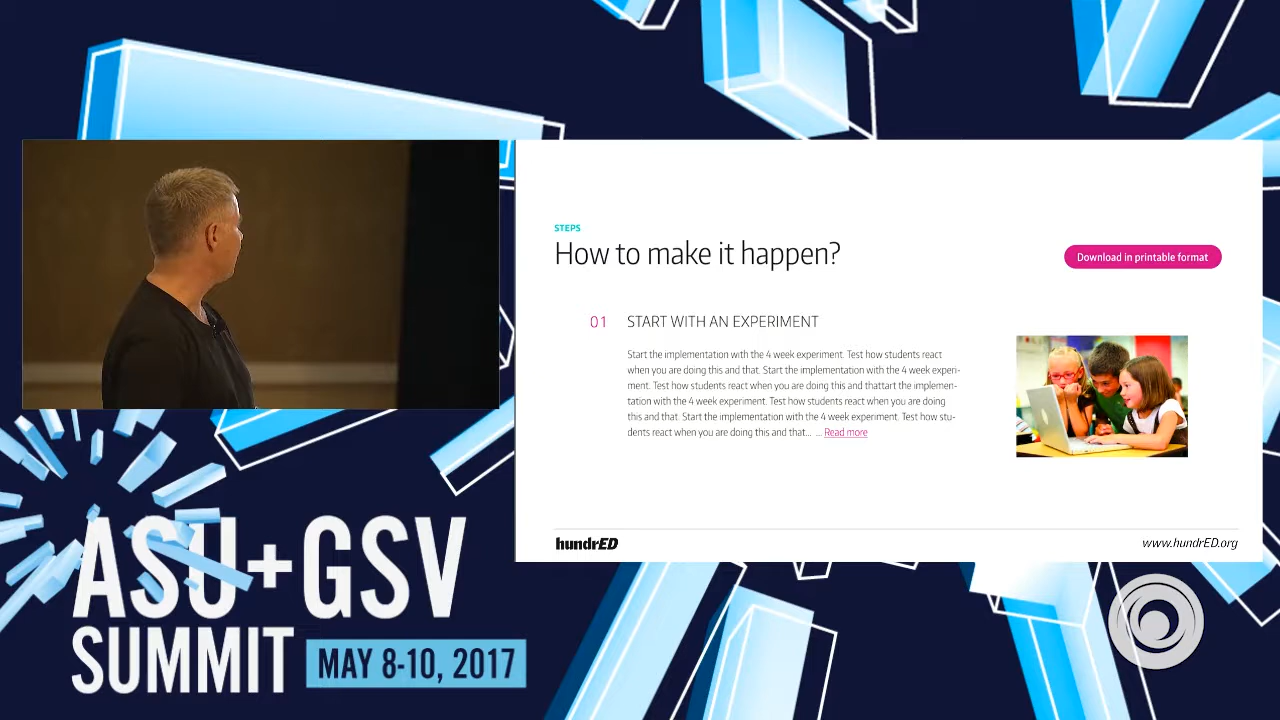 STEPS
How to make it happen?
Download in printable format
01 START WITH AN EXPERIMENT
Start the implementation with the 4 week experiment. Test how students react
when you are doing this and that. Start the implementation with the 4 week experi-
ment. Test how students react when you are doing this and thattart the implemen-
tation with the 4 week experiment. Test how students react when you are doing
this and that. Start the implementation with the 4 week experiment. Test how stu-
dents react when you are doing this and that... ... Read more
hundrED
www.hundrED.org
ASU+GSV
SUMMIT
MAY 8-10, 2017